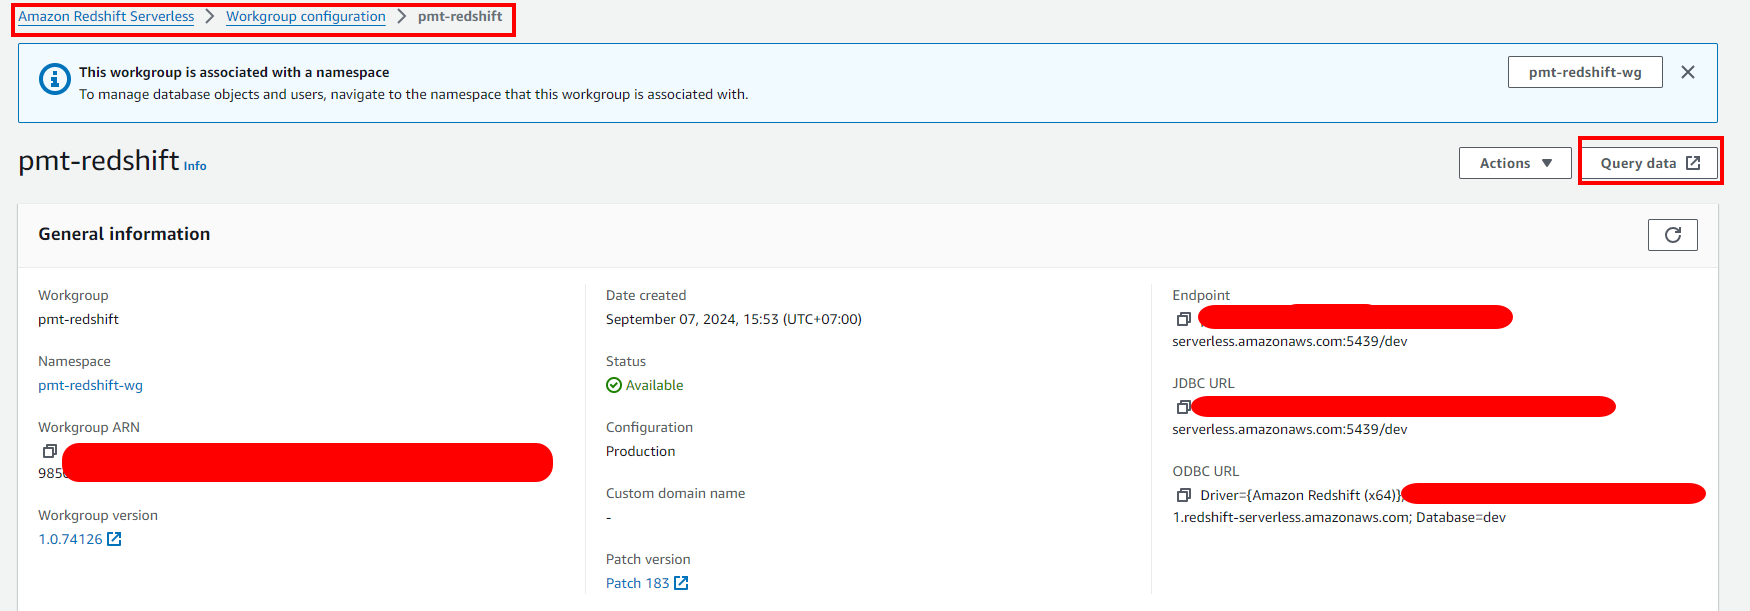 Amazon Redshift Serverless > Workgroup configuration > pmt-redshift
This workgroup is associated with a namespace
To manage database objects and users, navigate to the namespace that this workgroup is associated with.
pmt-redshift-wg
pmt-redshift Info
Actions
Query data
General information
Workgroup
pmt-redshift
Namespace
pmt-redshift-wg
Workgroup ARN
985
Workgroup version
1.0.74126
Date created
September 07, 2024, 15:53 (UTC+07:00)
Status
Available
Configuration
Production
Custom domain name
-
Patch version
Patch 183
Endpoint
serverless.amazonaws.com:5439/dev
JDBC URL
serverless.amazonaws.com:5439/dev
ODBC URL
Driver={Amazon Redshift (x64)}
1.redshift-serverless.amazonaws.com; Database=dev